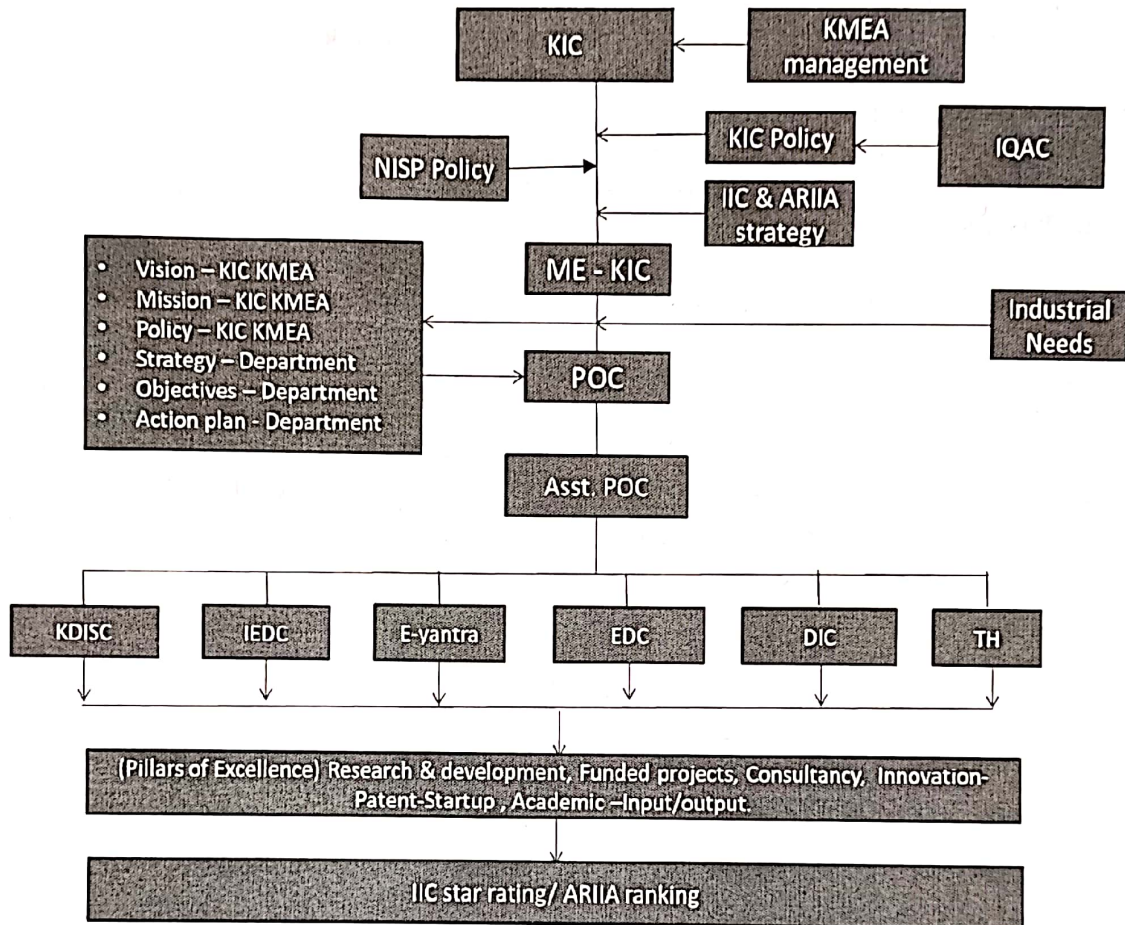 KIC
KMEA
management
KIC Policy
IQAC
NISP Policy
IIC & ARIIA
strategy
ME - KIC
• Vision – KIC KMEA
• Mission – KIC KMEA
• Policy – KIC KMEA
• Strategy – Department
• Objectives – Department
• Action plan - Department
Industrial
Needs
POC
Asst. POC
KDISC
IEDC
E-yantra
EDC
DIC
TH
(Pillars of Excellence) Research & development, Funded projects, Consultancy, Innovation-
Patent-Startup , Academic –Input/output.
IIC star rating/ ARIIA ranking